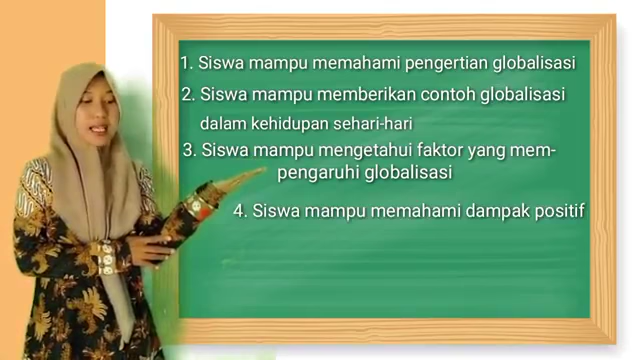 1. Siswa mampu memahami pengertian globalisasi
2. Siswa mampu memberikan contoh globalisasi
dalam kehidupan sehari-hari
3. Siswa mampu mengetahui faktor yang mem-
pengaruhi globalisasi
4. Siswa mampu memahami dampak positif